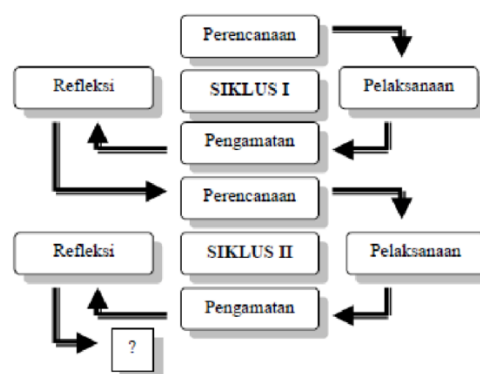 Perencanaan
Refleksi
SIKLUS I
Pelaksanaan
Pengamatan
Perencanaan
Refleksi
SIKLUS II
Pelaksanaan
Pengamatan
?